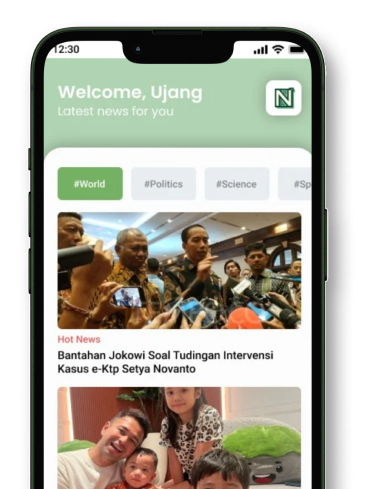 12:30
Welcome, Ujang
Latest news for you
N
#World
#Politics
#Science
#Sp
Hot News
Bantahan Jokowi Soal Tudingan Intervensi
Kasus e-Ktp Setya Novanto